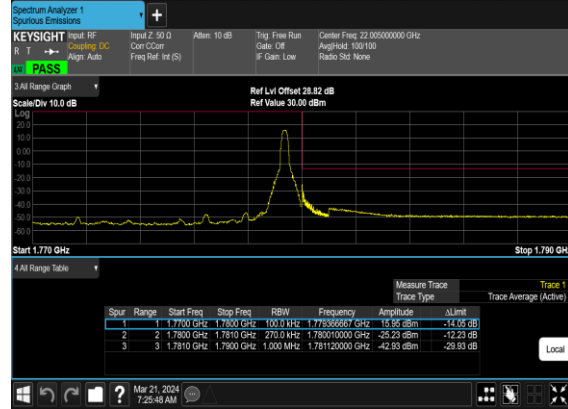 Spectrum Analyzer 1
Spurious Emissions
+
KEYSIGHT Input: RF Input Z: 50 Ω Atten: 10 dB Trig: Free Run Center Freq: 22.005000000 GHz
R T Coupling: DC Corr CCorr Gate: Off Avg|Hold: 100/100
Align: Auto Freq Ref: Int (S) IF Gain: Low Radio Std: None
PASS
3 All Range Graph
Ref Lvl Offset 28.82 dB
Scale/Div 10.0 dB Ref Value 30.00 dBm
Log
20.0
10.0
0.00
-10.0
-20.0
-30.0
-40.0
-50.0
-60.0
Start 1.770 GHz Stop 1.790 GHz
4 All Range Table
Measure Trace Trace 1
Trace Type Trace Average (Active)
Spur Range Start Freq Stop Freq RBW Frequency Amplitude ΔLimit
1 1 1.7700 GHz 1.7800 GHz 100.0 kHz 1.779366667 GHz 15.95 dBm -14.05 dB
2 2 1.7800 GHz 1.7810 GHz 270.0 kHz 1.780010000 GHz -25.23 dBm -12.23 dB
3 3 1.7810 GHz 1.7900 GHz 1.000 MHz 1.781120000 GHz -42.93 dBm -29.93 dB
Local
? Mar 21, 2024
7:25:48 AM